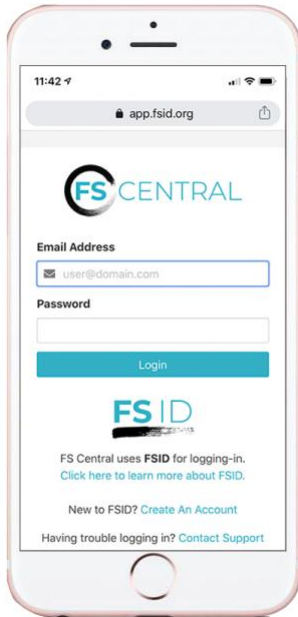 11:42
app.fsid.org
FS CENTRAL
Email Address
user@domain.com
Password
Login
FSID
FS Central uses FSID for logging-in.
Click here to learn more about FSID.
New to FSID? Create An Account
Having trouble logging in? Contact Support